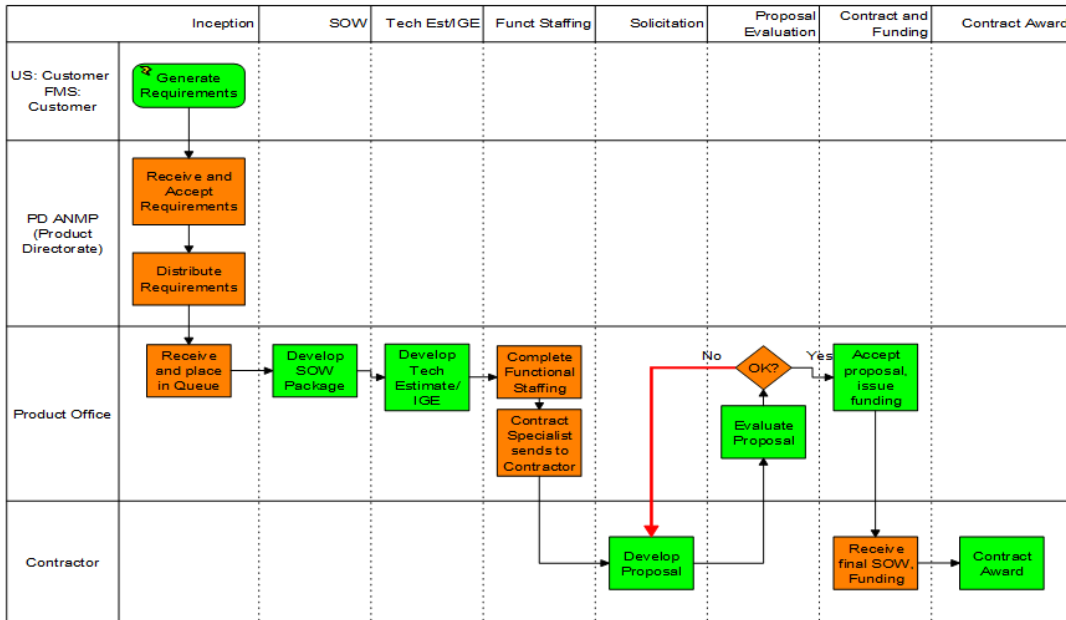 Inception
SOW
Tech Est/IGE
Funct Staffing
Solicitation
Proposal
Evaluation
Contract and
Funding
Contract Award
US: Customer
FMS:
Customer
Generate
Requirements
PD ANMP
(Product
Directorate)
Receive and
Accept
Requirements
Distribute
Requirements
Product Office
Receive
and place
in Queue
Develop
SOW
Package
Develop
Tech
Estimate/
IGE
Complete
Functional
Staffing
Contract
Specialist
sends to
Contractor
No
OK?
Yes
Evaluate
Proposal
Accept
proposal,
issue
funding
Contractor
Develop
Proposal
Receive
final SOW,
Funding
Contract
Award